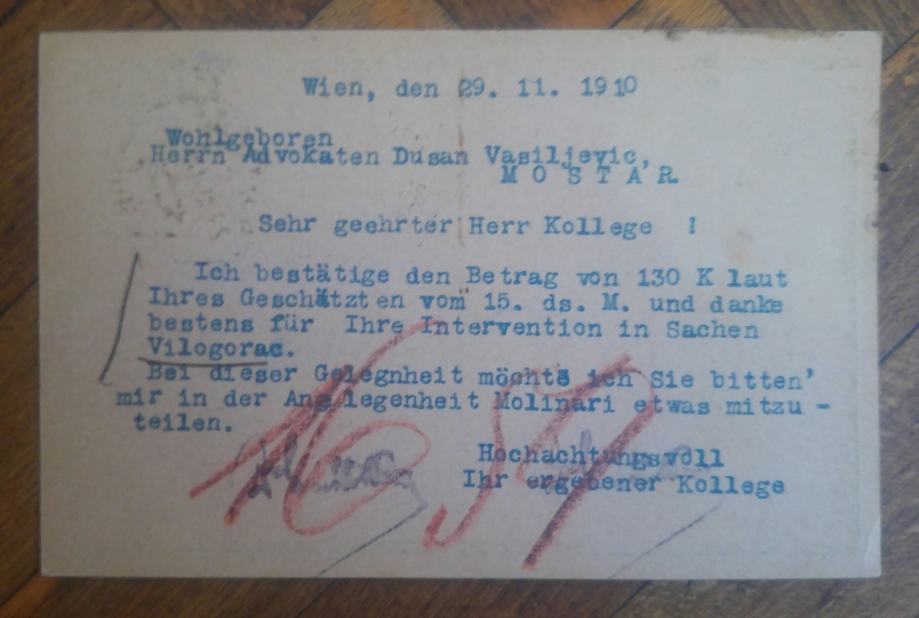 Wien, den 29. 11. 1910
Wohlgeboren
Herrn Advokaten Dusan Vasiljevic,
M O S T A R.
Sehr geehrter Herr Kollege !
Ich bestätige den Betrag von 130 K laut
Ihres Geschätzten vom 15. ds. M. und danke
bestens für Ihre Intervention in Sachen
Vilogorac.
Bei dieser Gelegnheit möchte ich Sie bitten'
mir in der Angelegenheit Molinari etwas mitzu -
teilen.
Hochachtungsvoll
Ihr ergebener Kollege